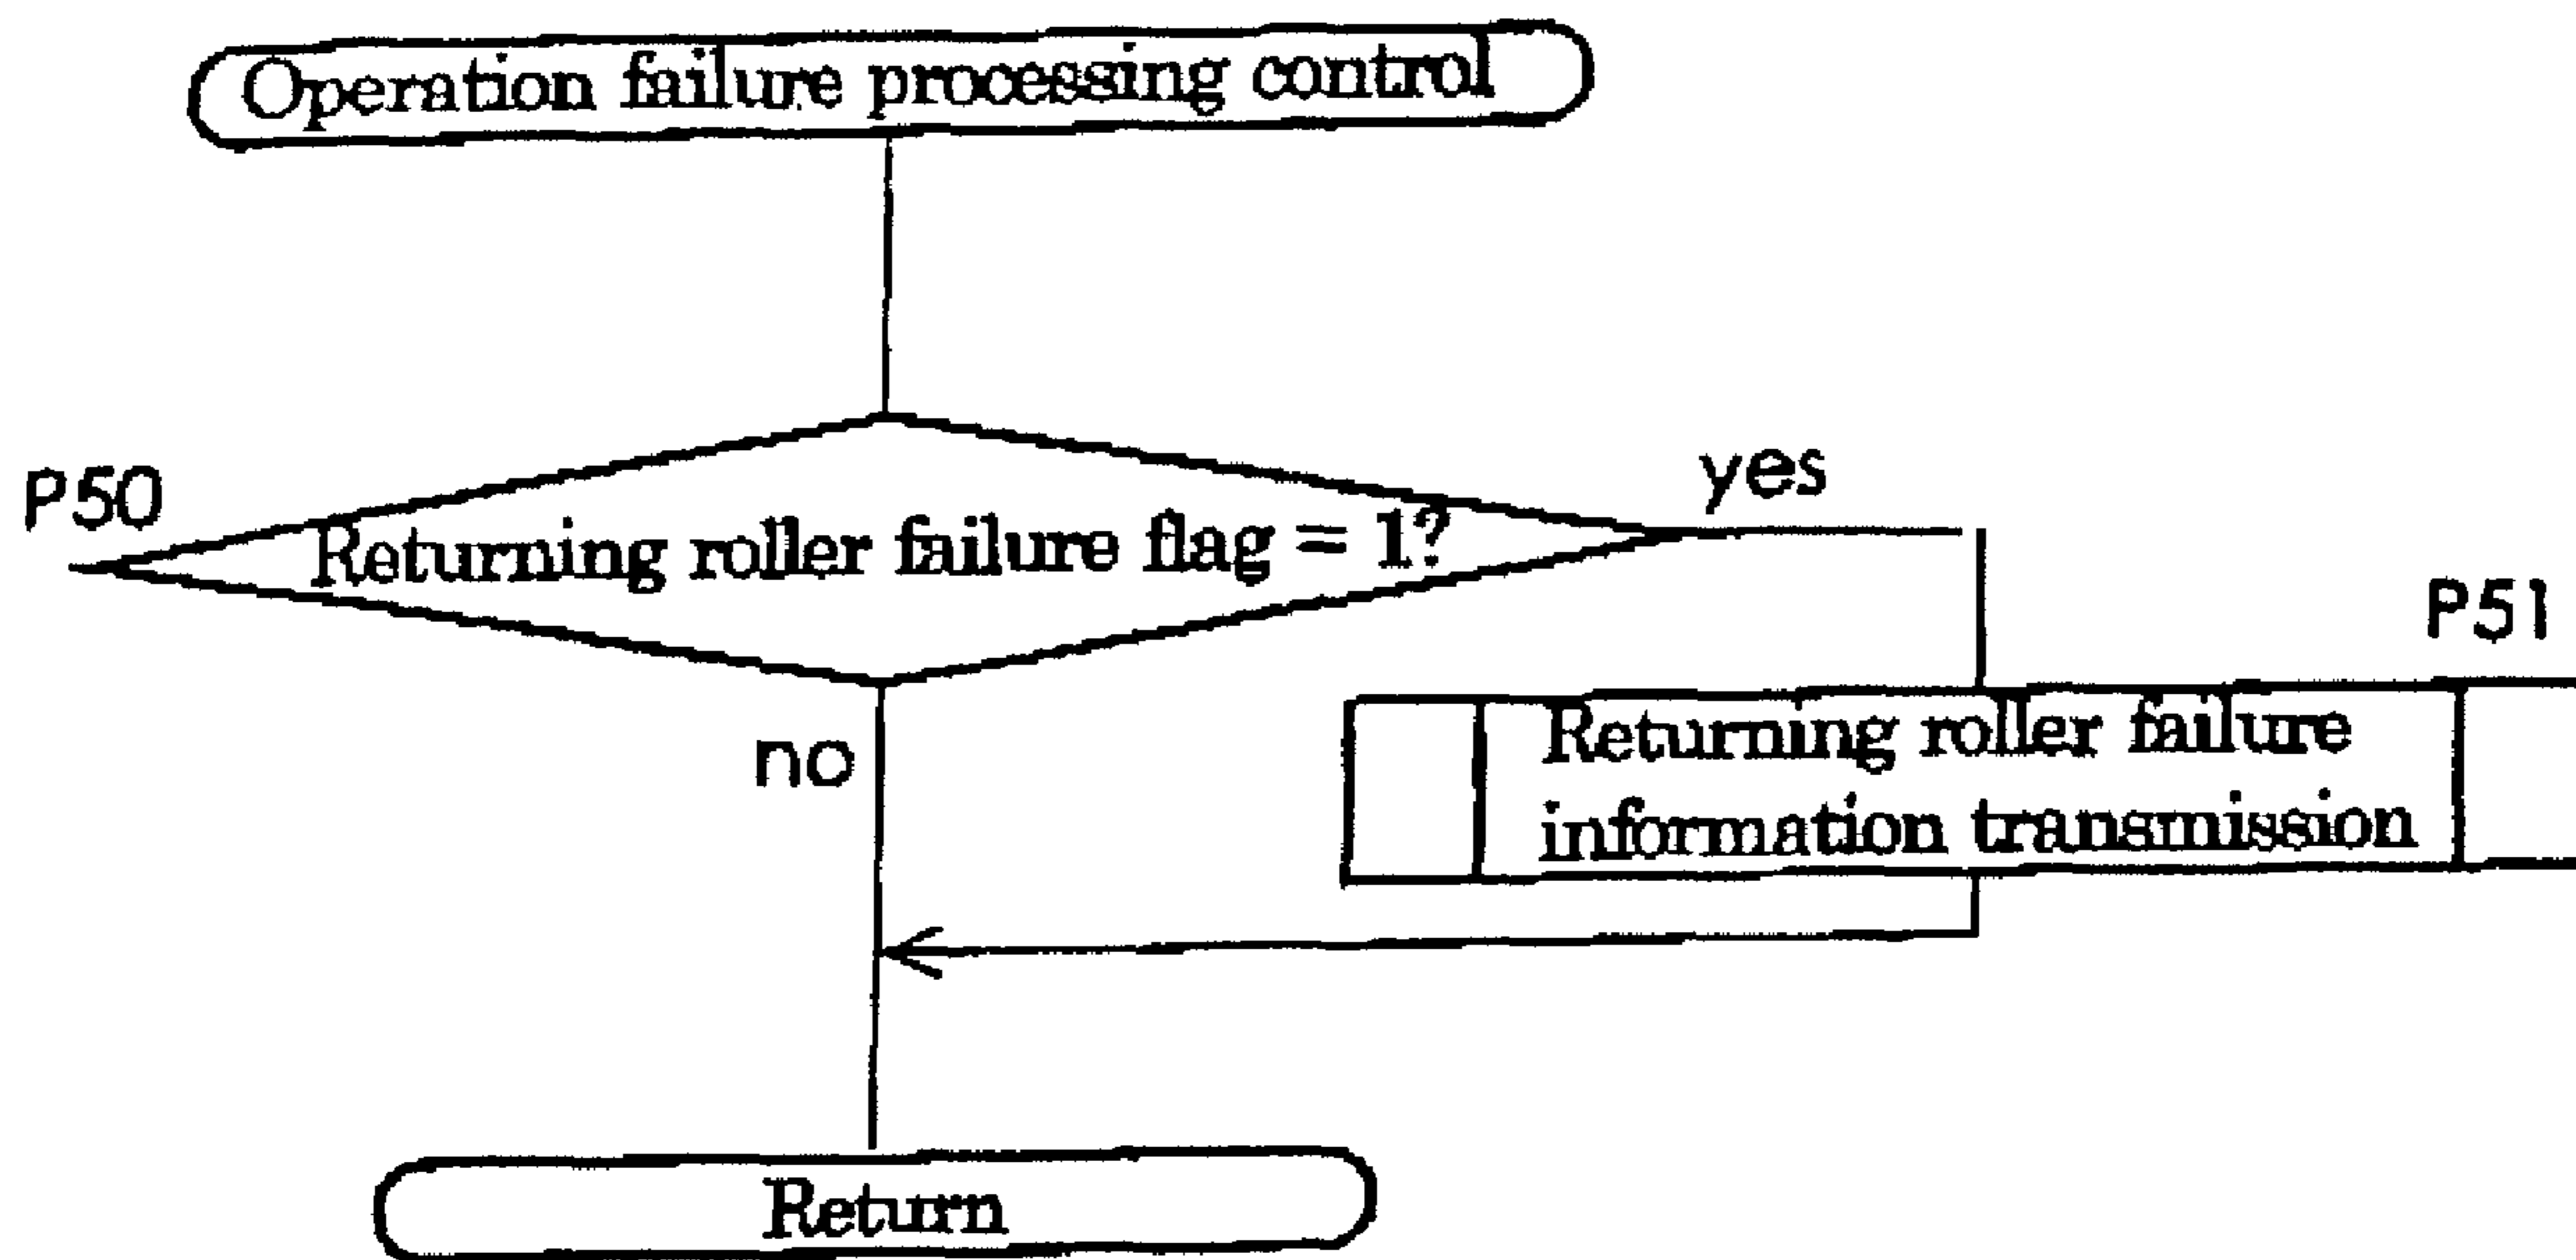 Operation failure processing control
P50
Returning roller failure flag = 1?
yes
no
P51
Returning roller failure
information transmission
Return